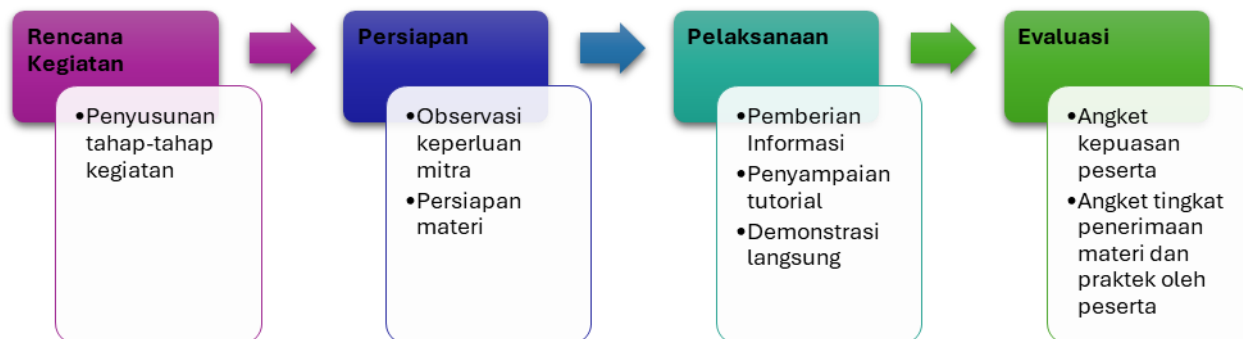 Rencana
Kegiatan
•Penyusunan
tahap-tahap
kegiatan
Persiapan
•Observasi
keperluan
mitra
•Persiapan
materi
Pelaksanaan
•Pemberian
Informasi
•Penyampaian
tutorial
•Demonstrasi
langsung
Evaluasi
•Angket
kepuasan
peserta
•Angket tingkat
penerimaan
materi dan
praktek oleh
peserta